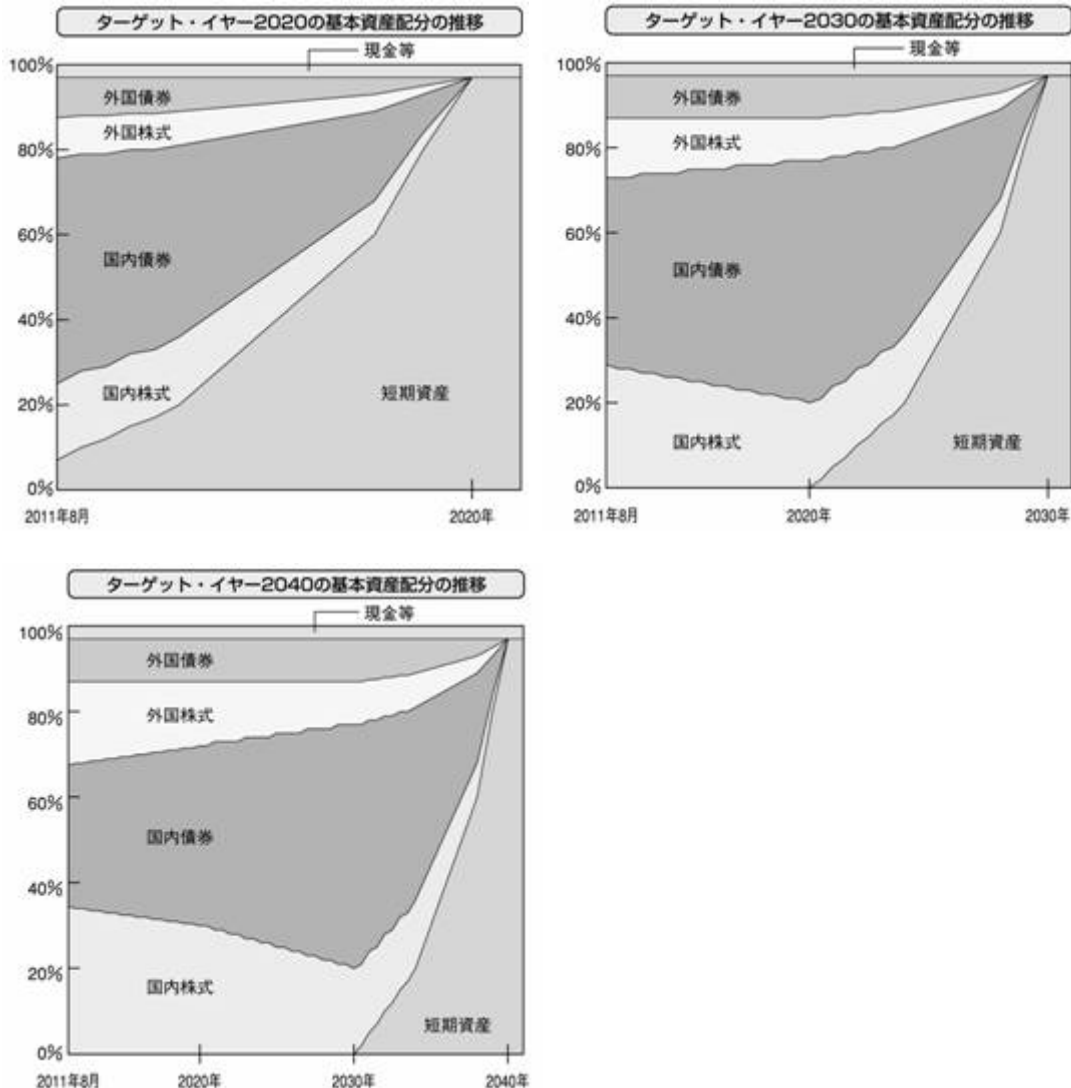 ターゲット・イヤー2020の基本資産配分の推移
現金等
100%
80%
60%
40%
20%
0%
外国債券
外国株式
国内債券
国内株式
短期資産
2011年8月
2020年
ターゲット・イヤー2030の基本資産配分の推移
現金等
100%
80%
60%
40%
20%
0%
外国債券
外国株式
国内債券
国内株式
短期資産
2011年8月
2020年
2030年
ターゲット・イヤー2040の基本資産配分の推移
現金等
100%
80%
60%
40%
20%
0%
外国債券
外国株式
国内債券
国内株式
短期資産
2011年8月
2020年
2030年
2040年